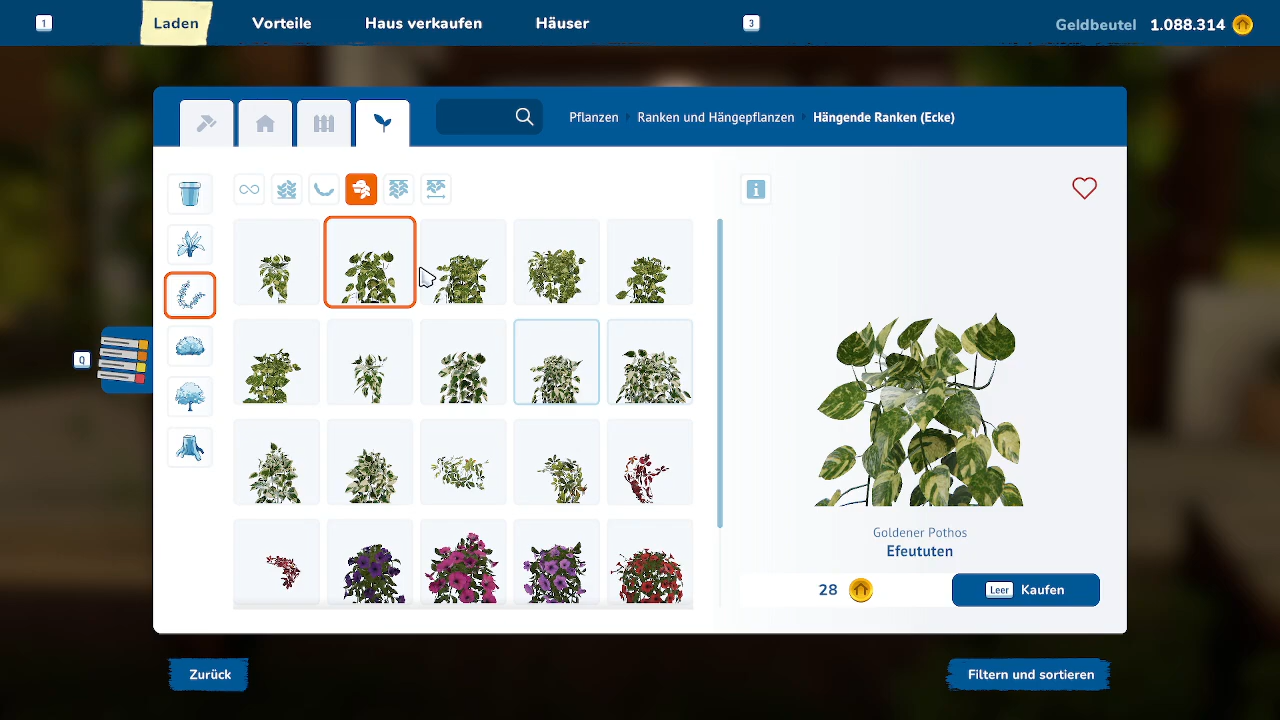 1 Laden Vorteile Haus verkaufen Häuser 3 Geldbeutel 1.088.314
Pflanzen Ranken und Hängepflanzen Hängende Ranken (Ecke)
i
Q
Goldener Pothos
Efeututen
28 Leer Kaufen
Zurück Filtern und sortieren